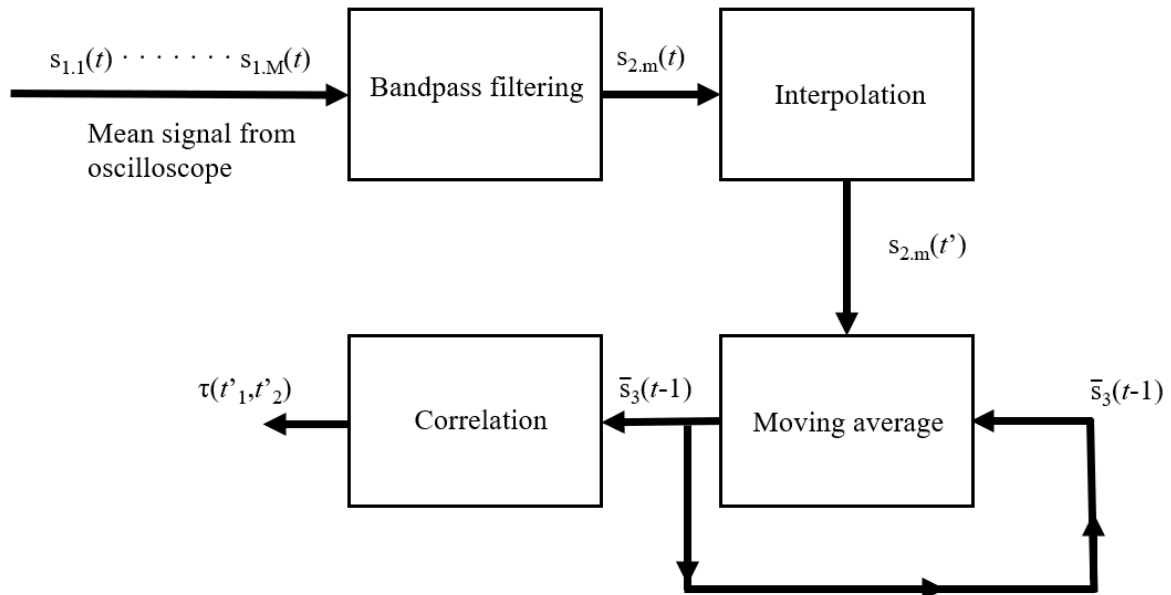 s₁.₁(t) · · · · · · · s₁.M(t)
Mean signal from
oscilloscope
Bandpass filtering
s₂.m(t)
Interpolation
s₂.m(t’)
Moving average
s̅₃(t-1)
s̅₃(t-1)
Correlation
τ(t’₁,t’₂)